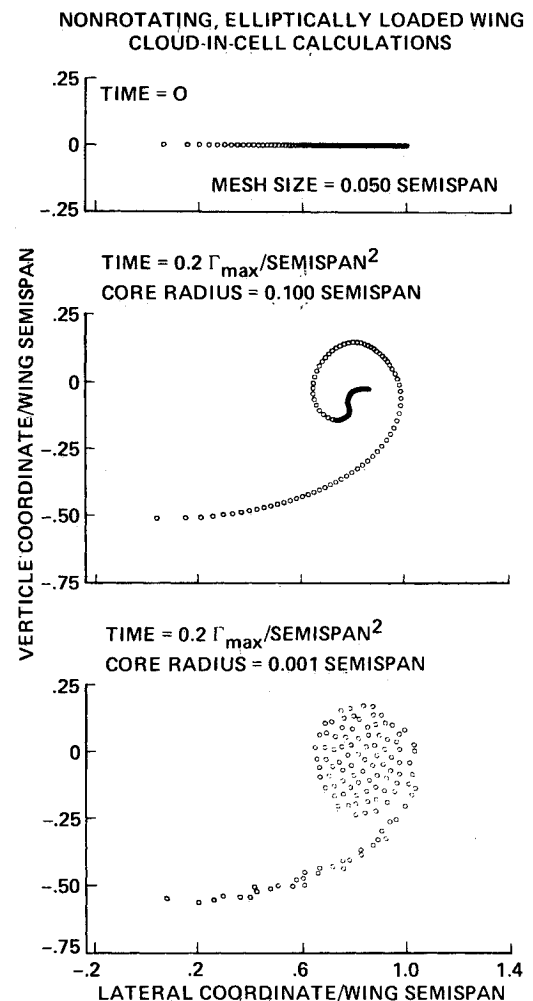 NONROTATING, ELLIPTICALLY LOADED WING
CLOUD-IN-CELL CALCULATIONS
VERTICLE COORDINATE/WING SEMISPAN
.25
TIME = O
0
MESH SIZE = 0.050 SEMISPAN
-.25
TIME = 0.2 Γmax/SEMISPAN²
CORE RADIUS = 0.100 SEMISPAN
.25
0
-.25
-.50
-.75
TIME = 0.2 Γmax/SEMISPAN²
CORE RADIUS = 0.001 SEMISPAN
.25
0
-.25
-.50
-.75
-.2 .2 .6 1.0 1.4
LATERAL COORDINATE/WING SEMISPAN